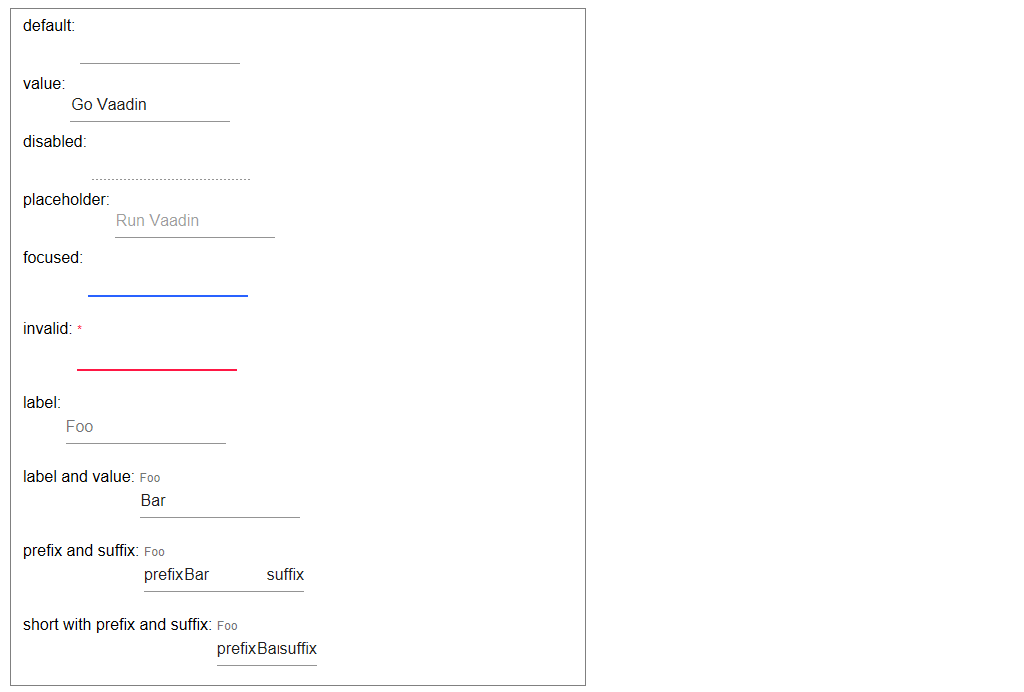 default:
value:
Go Vaadin
disabled:
placeholder:
Run Vaadin
focused:
invalid: *
label:
Foo
label and value: Foo
Bar
prefix and suffix: Foo
prefixBar suffix
short with prefix and suffix: Foo
prefixBarsuffix